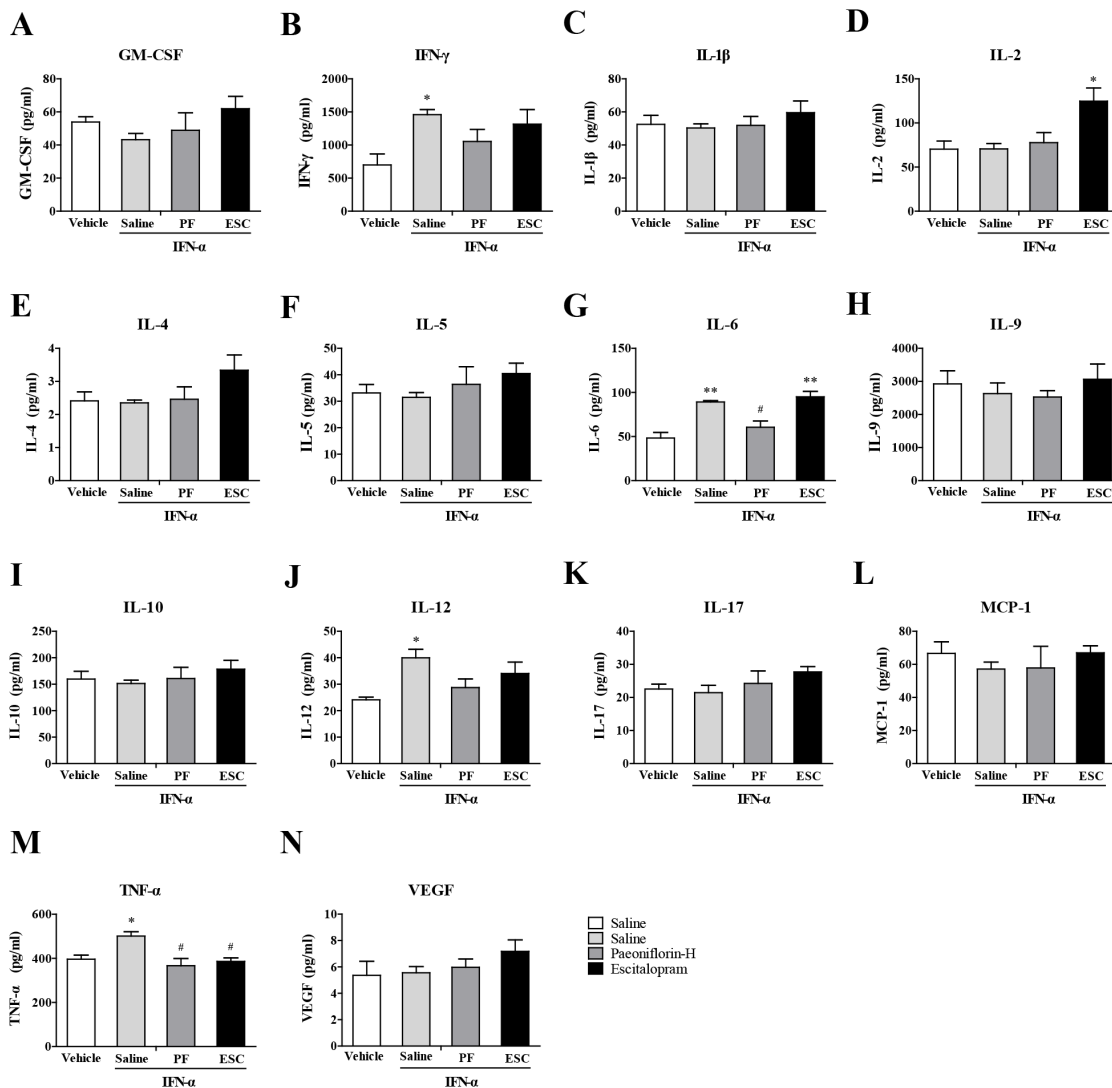 A
GM-CSF
GM-CSF (pg/ml)
80
60
40
20
0
Vehicle Saline PF ESC
IFN-α
B
IFN-γ
IFN-γ (pg/ml)
2000
1500
1000
500
0
*
Vehicle Saline PF ESC
IFN-α
C
IL-1β
IL-1β (pg/ml)
80
60
40
20
0
Vehicle Saline PF ESC
IFN-α
D
IL-2
IL-2 (pg/ml)
150
100
50
0
*
Vehicle Saline PF ESC
IFN-α
E
IL-4
IL-4 (pg/ml)
4
3
2
1
0
Vehicle Saline PF ESC
IFN-α
F
IL-5
IL-5 (pg/ml)
50
40
30
20
10
0
Vehicle Saline PF ESC
IFN-α
G
IL-6
IL-6 (pg/ml)
150
100
50
0
** # **
Vehicle Saline PF ESC
IFN-α
H
IL-9
IL-9 (pg/ml)
4000
3000
2000
1000
0
Vehicle Saline PF ESC
IFN-α
I
IL-10
IL-10 (pg/ml)
250
200
150
100
50
0
Vehicle Saline PF ESC
IFN-α
J
IL-12
IL-12 (pg/ml)
50
40
30
20
10
0
*
Vehicle Saline PF ESC
IFN-α
K
IL-17
IL-17 (pg/ml)
40
30
20
10
0
Vehicle Saline PF ESC
IFN-α
L
MCP-1
MCP-1 (pg/ml)
80
60
40
20
0
Vehicle Saline PF ESC
IFN-α
M
TNF-α
TNF-α (pg/ml)
600
400
200
0
* # #
Vehicle Saline PF ESC
IFN-α
N
VEGF
VEGF (pg/ml)
10
8
6
4
2
0
Vehicle Saline PF ESC
IFN-α
Saline
Saline
Paeoniflorin-H
Escitalopram